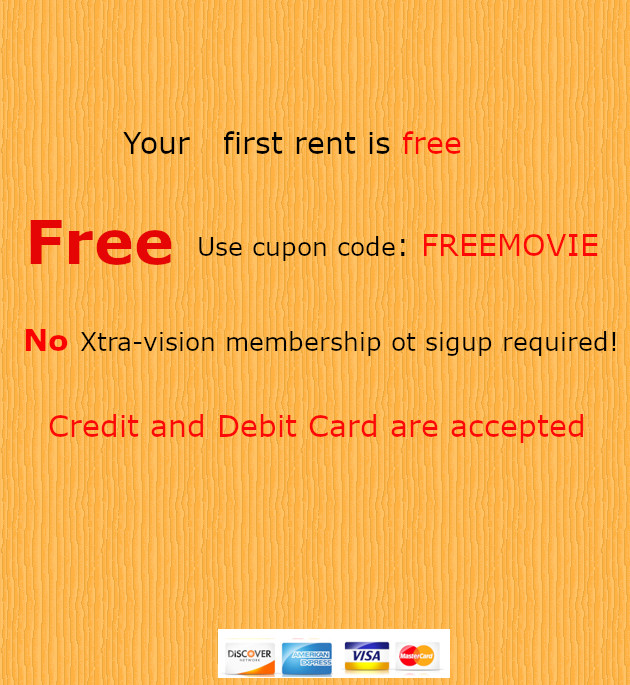 Your first rent is free
Free Use cupon code: FREEMOVIE
No Xtra-vision membership ot sigup required!
Credit and Debit Card are accepted
DISCOVER AMERICAN VISA MasterCard
NETWORK EXPRESS